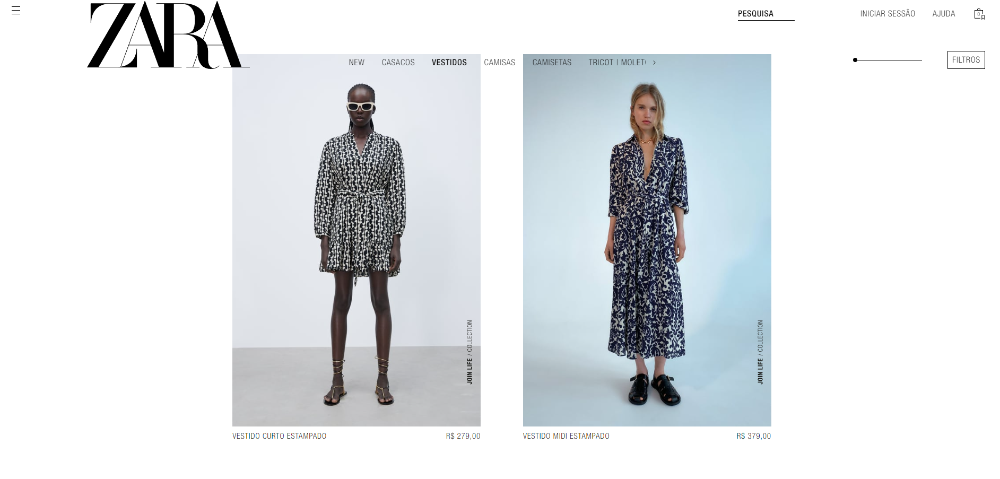 ZARA
PESQUISA
INICIAR SESSÃO
AJUDA
0
NEW
CASACOS
VESTIDOS
CAMISAS
CAMISETAS
TRICOT | MOLET
FILTROS
JOIN LIFE / COLLECTION
JOIN LIFE / COLLECTION
VESTIDO CURTO ESTAMPADO
R$ 279,00
VESTIDO MIDI ESTAMPADO
R$ 379,00